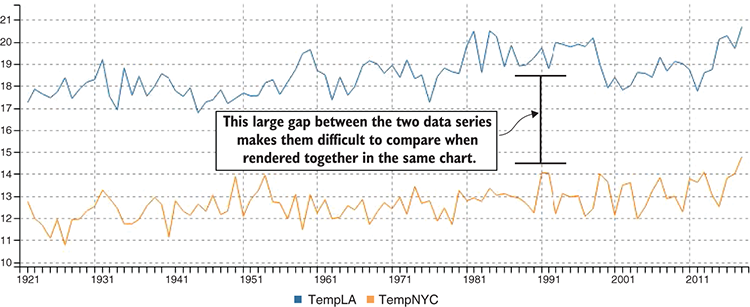 21
20
19
18
17
16
15
14
13
12
11
10
This large gap between the two data series
makes them difficult to compare when
rendered together in the same chart.
1921 1931 1941 1951 1961 1971 1981 1991 2001 2011
TempLA TempNYC